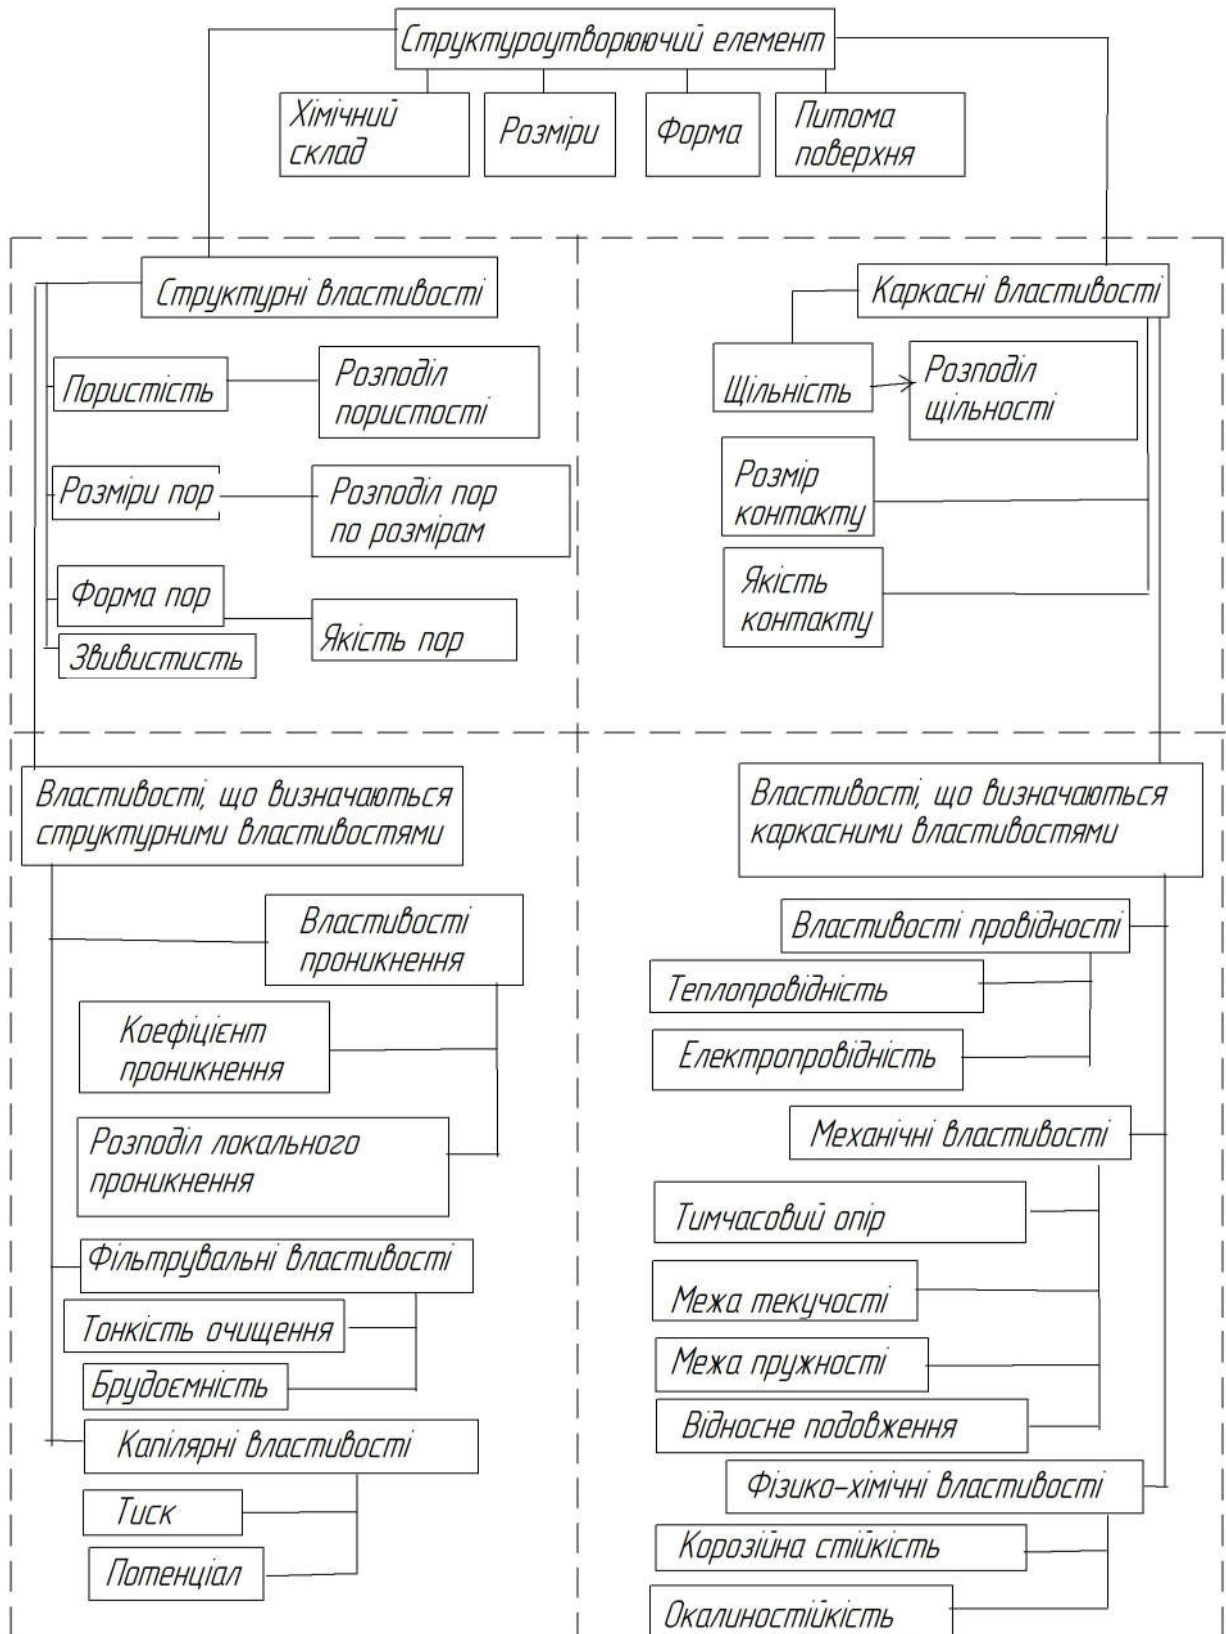 Структуроутворюючий елемент
Хімічний
склад
Розміри
Форма
Питома
поверхня
Структурні властивості
Пористість
Розподіл
пористості
Розміри пор
Розподіл пор
по розмірам
Форма пор
Якість пор
Звивистисть
Каркасні властивості
Щільність
Розподіл
щільності
Розмір
контакту
Якість
контакту
Властивості, що визначаються
структурними властивостями
Властивості
проникнення
Коефіцієнт
проникнення
Розподіл локального
проникнення
Фільтрувальні властивості
Тонкість очищення
Брудоємність
Капілярні властивості
Тиск
Потенціал
Властивості, що визначаються
каркасними властивостями
Властивості провідності
Теплопровідність
Електропровідність
Механічні властивості
Тимчасовий опір
Межа текучості
Межа пружності
Відносне подовження
Фізико-хімічні властивості
Корозійна стійкість
Окалиностійкість